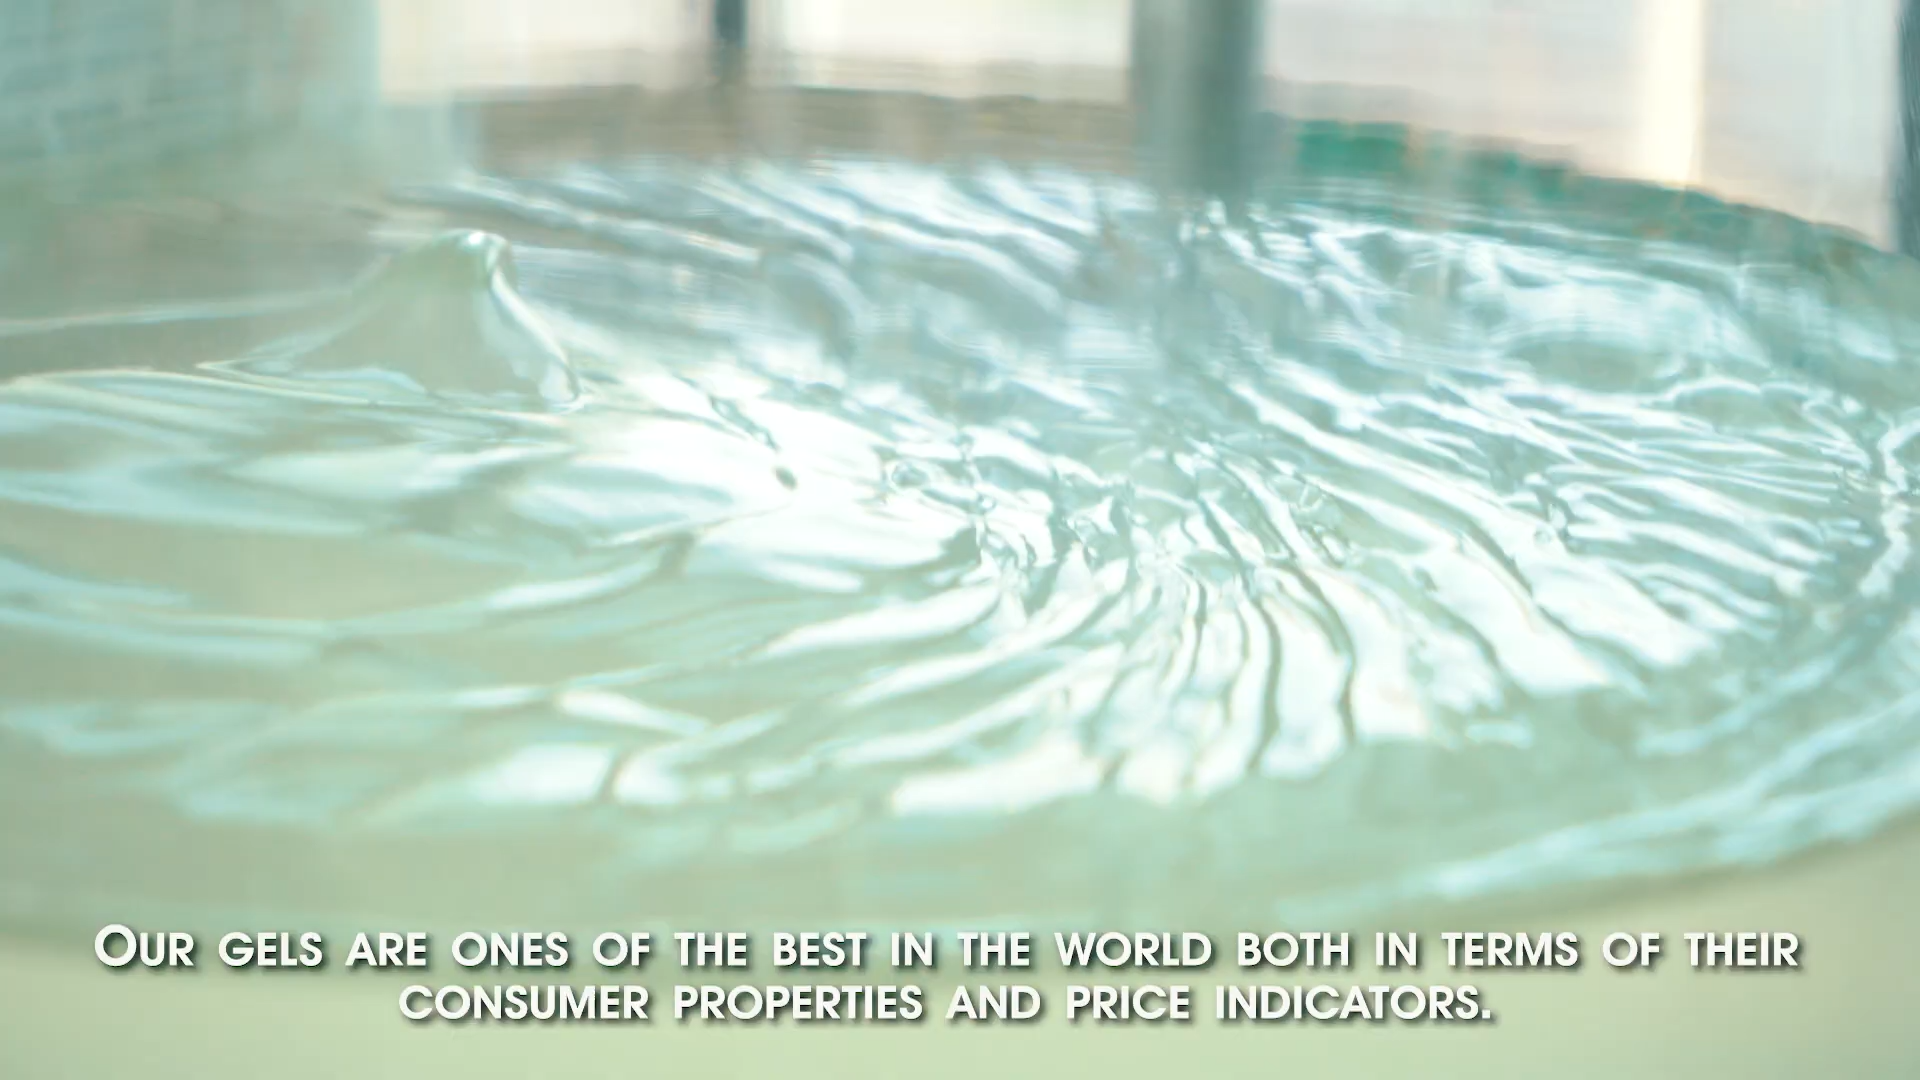 Our gels are ones of the best in the world both in terms of their
consumer properties and price indicators.